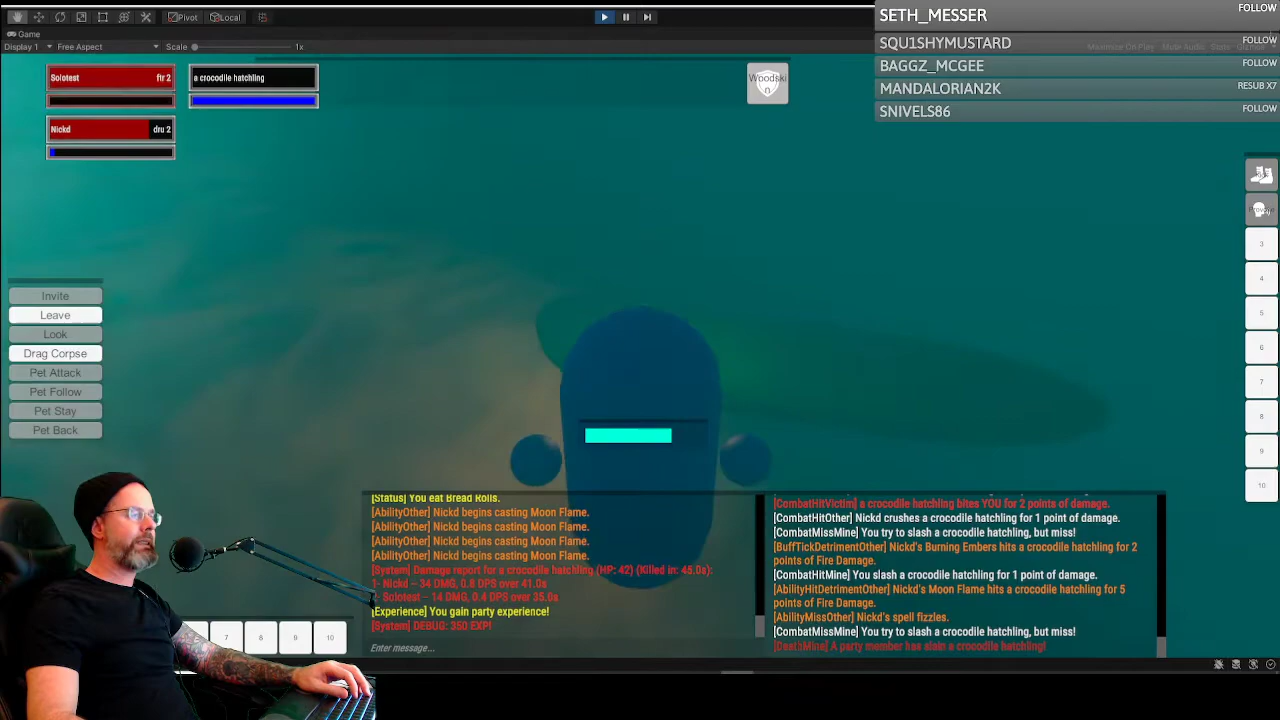 Pivot
Local
Game
Display 1
Free Aspect
Scale
1x
SETH_MESSER FOLLOW
SQU1SHYMUSTARD FOLLOW
BAGGZ_MCGEE FOLLOW
MANDALORIAN2K RESUB X7
SNIVELS86 FOLLOW
Solotest fir 2
a crocodile hatchling
Nickd dru 2
Woodski
0
Invite
Leave
Look
Drag Corpse
Pet Attack
Pet Follow
Pet Stay
Pet Back
3
4
5
6
7
8
9
10
7
8
9
10
[Status] You eat Bread Rolls.
[AbilityOther] Nickd begins casting Moon Flame.
[AbilityOther] Nickd begins casting Moon Flame.
[AbilityOther] Nickd begins casting Moon Flame.
[AbilityOther] Nickd begins casting Moon Flame.
[System] Damage report for a crocodile hatchling (HP: 42) (Killed in: 45.0s):
1- Nickd -- 34 DMG, 0.8 DPS over 41.0s
- Solotest -- 14 DMG, 0.4 DPS over 35.0s
[Experience] You gain party experience!
[System] DEBUG: 350 EXP!
Enter message...
[CombatHitVictim] a crocodile hatchling bites YOU for 2 points of damage.
[CombatHitOther] Nickd crushes a crocodile hatchling for 1 point of damage.
[CombatMissMine] You try to slash a crocodile hatchling, but miss!
[BuffTickDetrimentOther] Nickd's Burning Embers hits a crocodile hatchling for 2
points of Fire Damage.
[CombatHitMine] You slash a crocodile hatchling for 1 point of damage.
[AbilityHitDetrimentOther] Nickd's Moon Flame hits a crocodile hatchling for 5
points of Fire Damage.
[AbilityMissOther] Nickd's spell fizzies.
[CombatMissMine] You try to slash a crocodile hatchling, but miss!
[DeathMine] A party member has slain a crocodile hatchling!